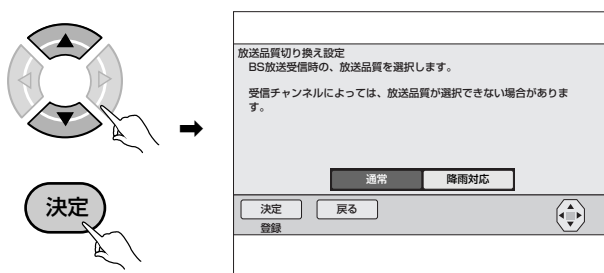 決定
放送品質切り換え設定
BS放送受信時の、放送品質を選択します。
受信チャンネルによっては、放送品質が選択できない場合がありま
す。
通常 降雨対応
決定 戻る
登録